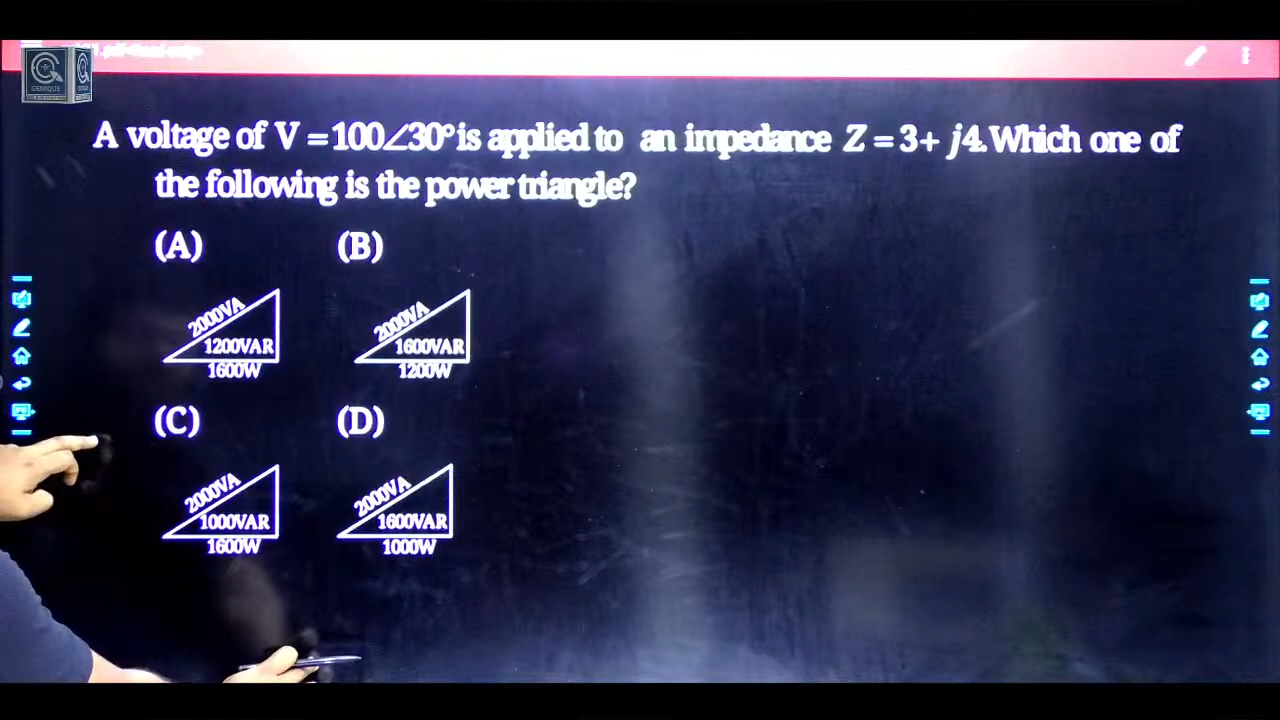 GENIQUE
A voltage of V = 100∠30° is applied to an impedance Z = 3 + j4. Which one of
the following is the power triangle?
(A) (B)
2000VA 2000VA
1200VAR 1600VAR
1600W 1200W
(C) (D)
2000VA 2000VA
1000VAR 1600VAR
1600W 1000W